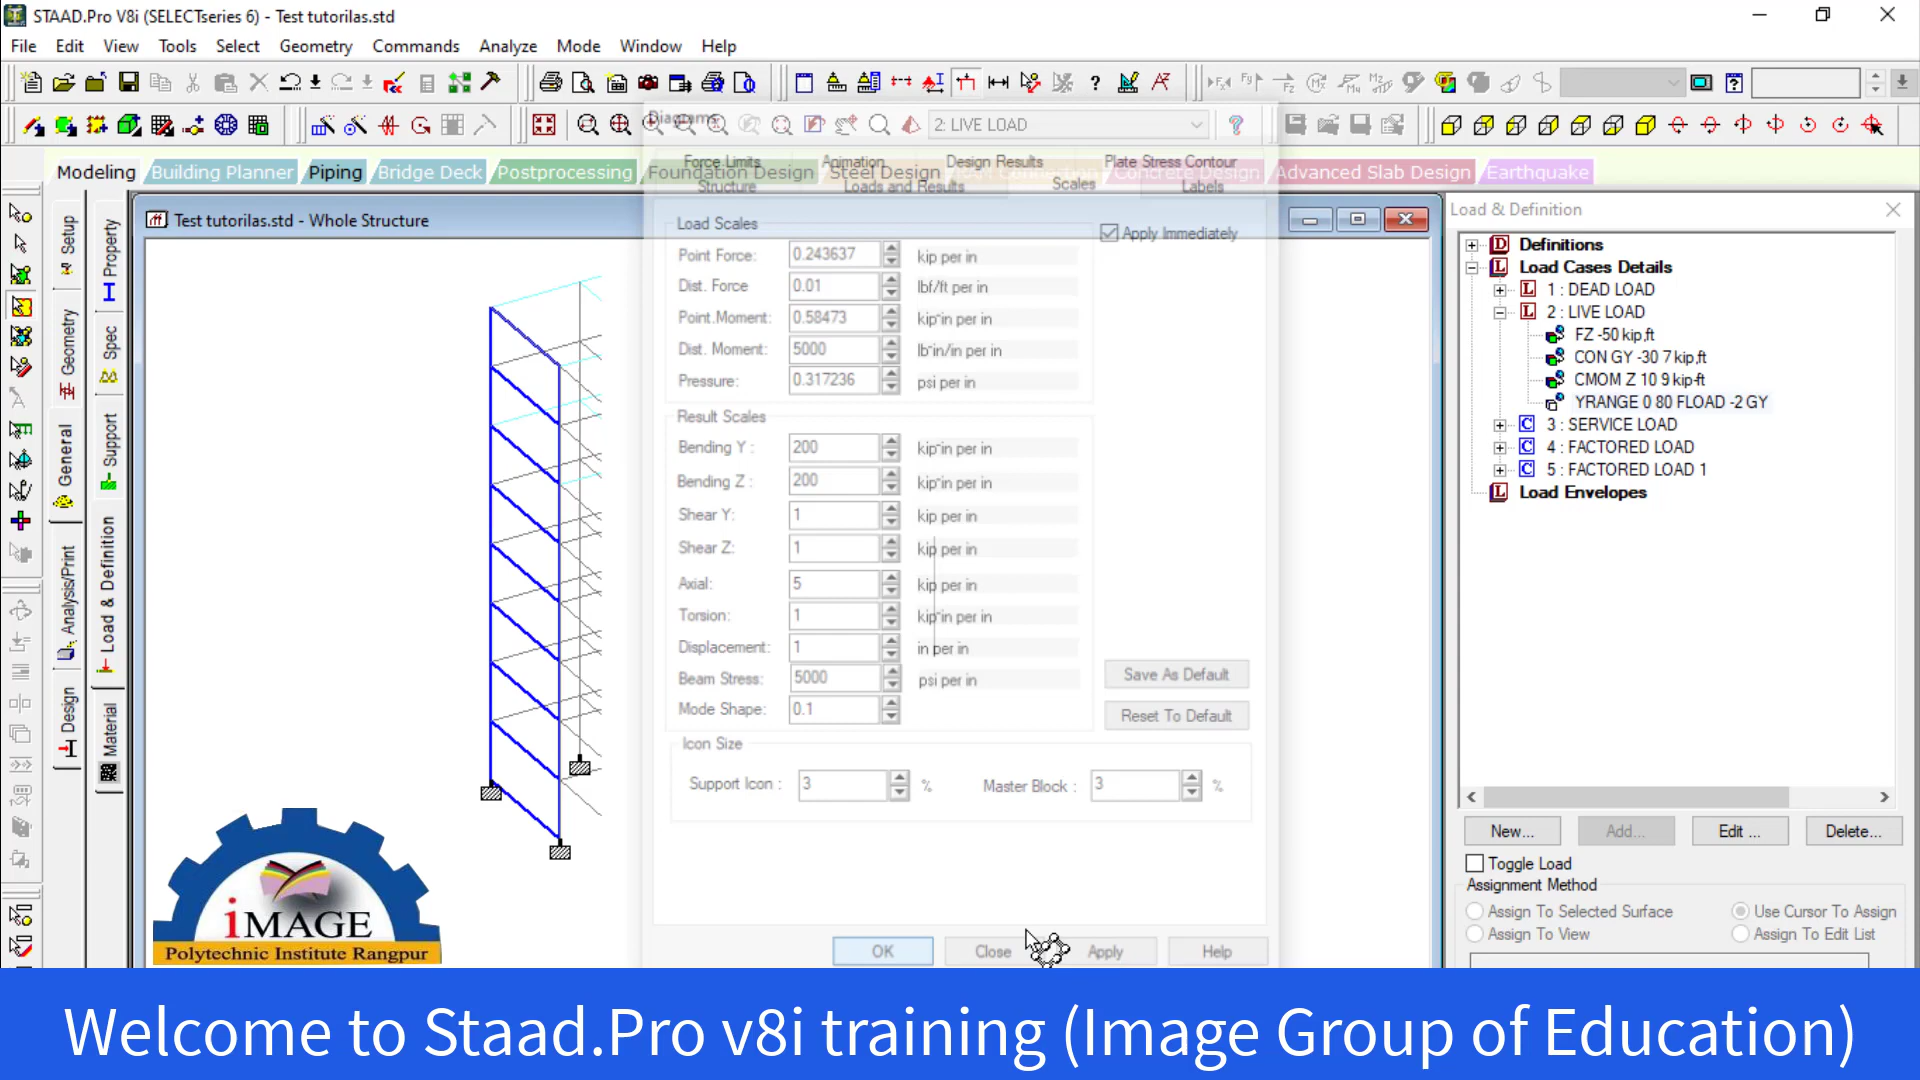 STAAD.Pro V8i (SELECTseries 6) - Test tutorilas.std
File Edit View Tools Select Geometry Commands Analyze Mode Window Help
2: LIVE LOAD
Modeling Building Planner Piping Bridge Deck Postprocessing Foundation Design Steel Design Concrete Design Advanced Slab Design Earthquake
Diagrams
Force Limits Animation Design Results Plate Stress Contour
Structure Loads and Results Scales Labels
Test tutorilas.std - Whole Structure
Setup
Geometry
General
Analysis/Print
Design
Property
Spec
Support
Load & Definition
Material
Load Scales
Apply Immediately
Point Force: 0.243637 kip per in
Dist. Force 0.01 lbf/ft per in
Point.Moment: 0.58473 kip-in per in
Dist. Moment: 5000 lb-in/in per in
Pressure: 0.317236 psi per in
Result Scales
Bending Y : 200 kip-in per in
Bending Z : 200 kip-in per in
Shear Y: 1 kip per in
Shear Z: 1 kip per in
Axial: 5 kip per in
Torsion: 1 kip-in per in
Displacement: 1 in per in
Beam Stress: 5000 psi per in
Mode Shape: 0.1
Save As Default
Reset To Default
Icon Size
Support Icon : 3 % Master Block : 3 %
OK Close Apply Help
Load & Definition
Definitions
Load Cases Details
1 : DEAD LOAD
2 : LIVE LOAD
FZ -50 kip,ft
CON GY -30 7 kip,ft
CMOM Z 10 9 kip-ft
YRANGE 0 80 FLOAD -2 GY
3 : SERVICE LOAD
4 : FACTORED LOAD
5 : FACTORED LOAD 1
Load Envelopes
New... Add... Edit ... Delete...
Toggle Load
Assignment Method
Assign To Selected Surface Use Cursor To Assign
Assign To View Assign To Edit List
iMAGE
Polytechnic Institute Rangpur
Welcome to Staad.Pro v8i training (Image Group of Education)